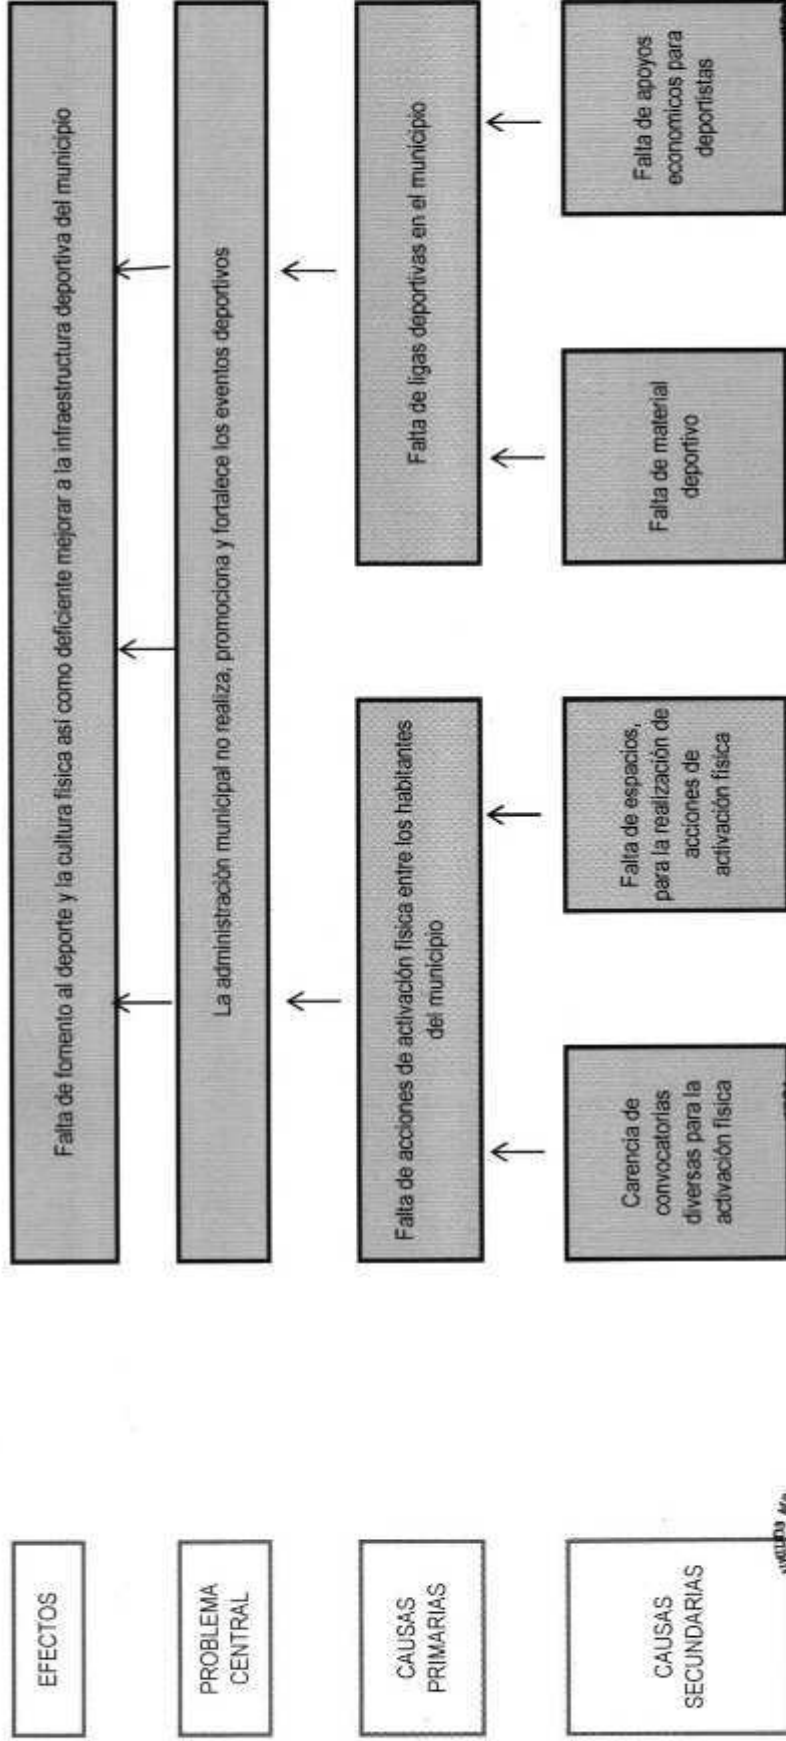 EFECTOS
Falta de fomento al deporte y la cultura física así como deficiente mejorar a la infraestructura deportiva del municipio
PROBLEMA
CENTRAL
La administración municipal no realiza, promociona y fortalece los eventos deportivos
CAUSAS
PRIMARIAS
Falta de acciones de activación física entre los habitantes
del municipio
Falta de ligas deportivas en el municipio
CAUSAS
SECUNDARIAS
Carencia de
convocatorias
diversas para la
activación física
Falta de espacios,
para la realización de
acciones de
activación física
Falta de material
deportivo
Falta de apoyos
economicos para
deportistas